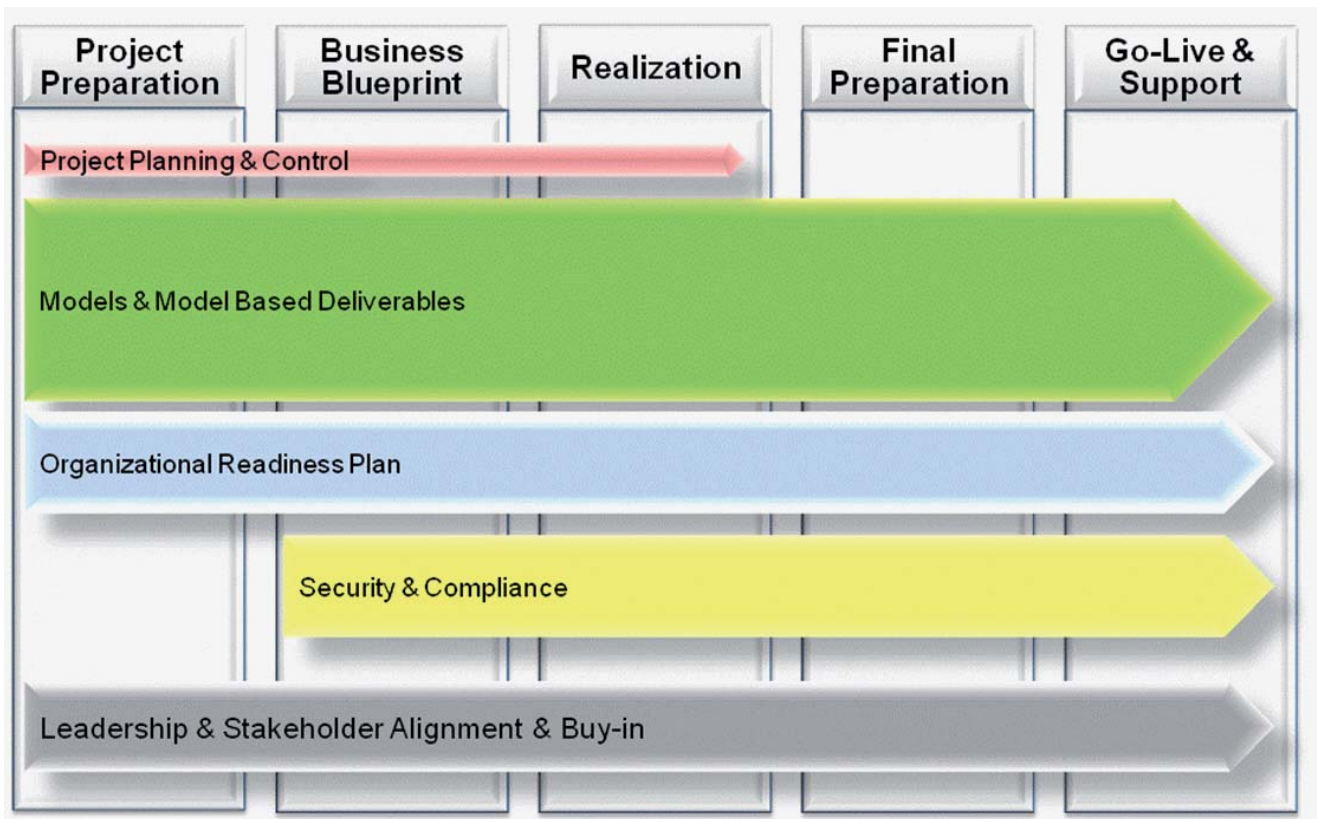 Project
Preparation
Business
Blueprint
Realization
Final
Preparation
Go-Live &
Support
Project Planning & Control
Models & Model Based Deliverables
Organizational Readiness Plan
Security & Compliance
Leadership & Stakeholder Alignment & Buy-in